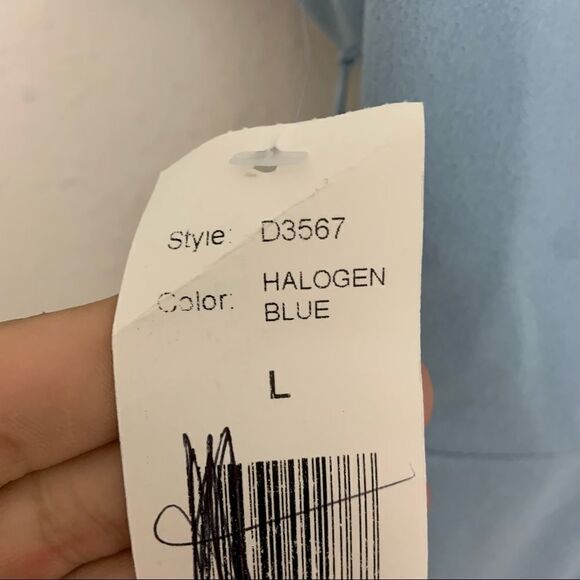 Style: D3567
Color: HALOGEN
BLUE
L